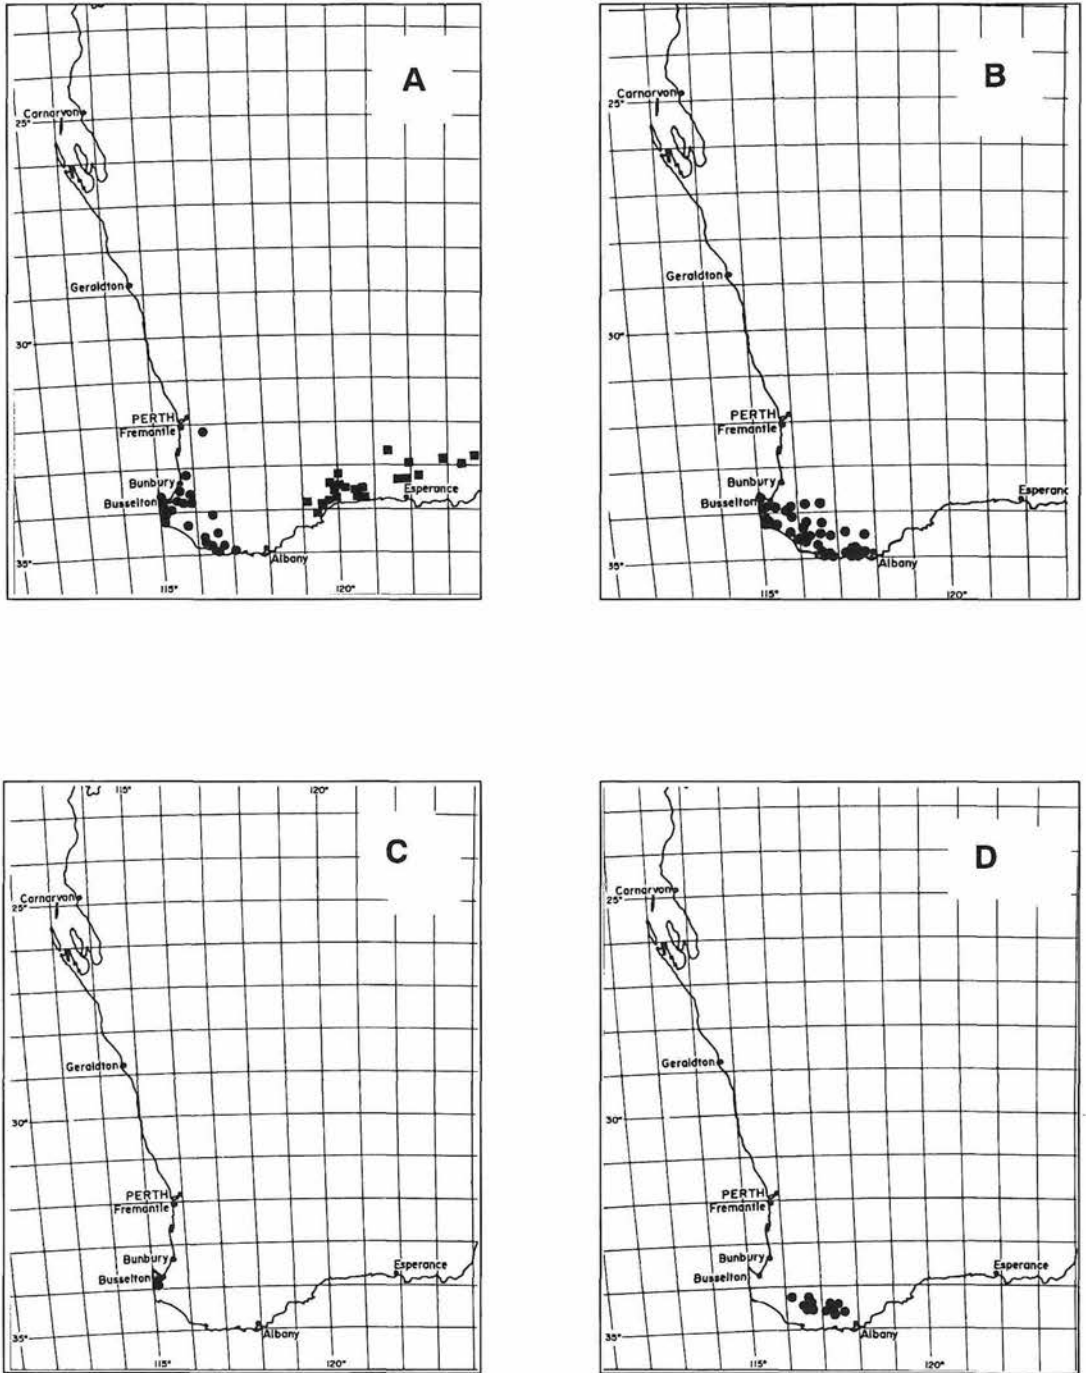 A
Carnarvon
25°
Geraldton
30°
PERTH
Fremantle
Bunbury
Busselton
Esperance
Albany
35°
115°
120°
B
Carnarvon
25°
Geraldton
30°
PERTH
Fremantle
Bunbury
Busselton
Esperanc
Albany
35°
115°
120°
115°
120°
C
Carnarvon
25°
Geraldton
30°
PERTH
Fremantle
Bunbury
Esperance
Busselton
Albany
35°
115°
120°
D
Carnarvon
25°
Geraldton
30°
PERTH
Fremantle
Bunbury
Esperance
Busselton
Albany
35°
115°
120°